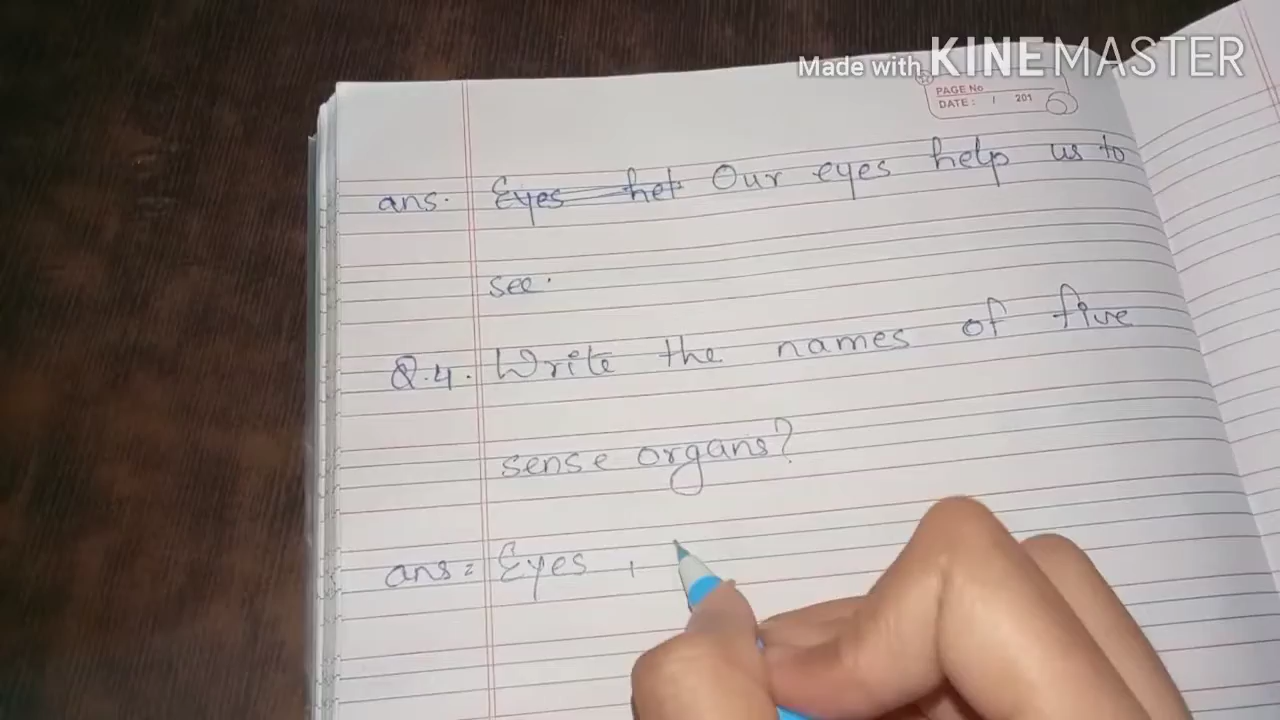 Made with KINEMASTER
PAGE No
DATE : / 201
ans. Eyes hel Our eyes help us to
see.
Q.4. Write the names of five
sense organs?
ans = Eyes ,